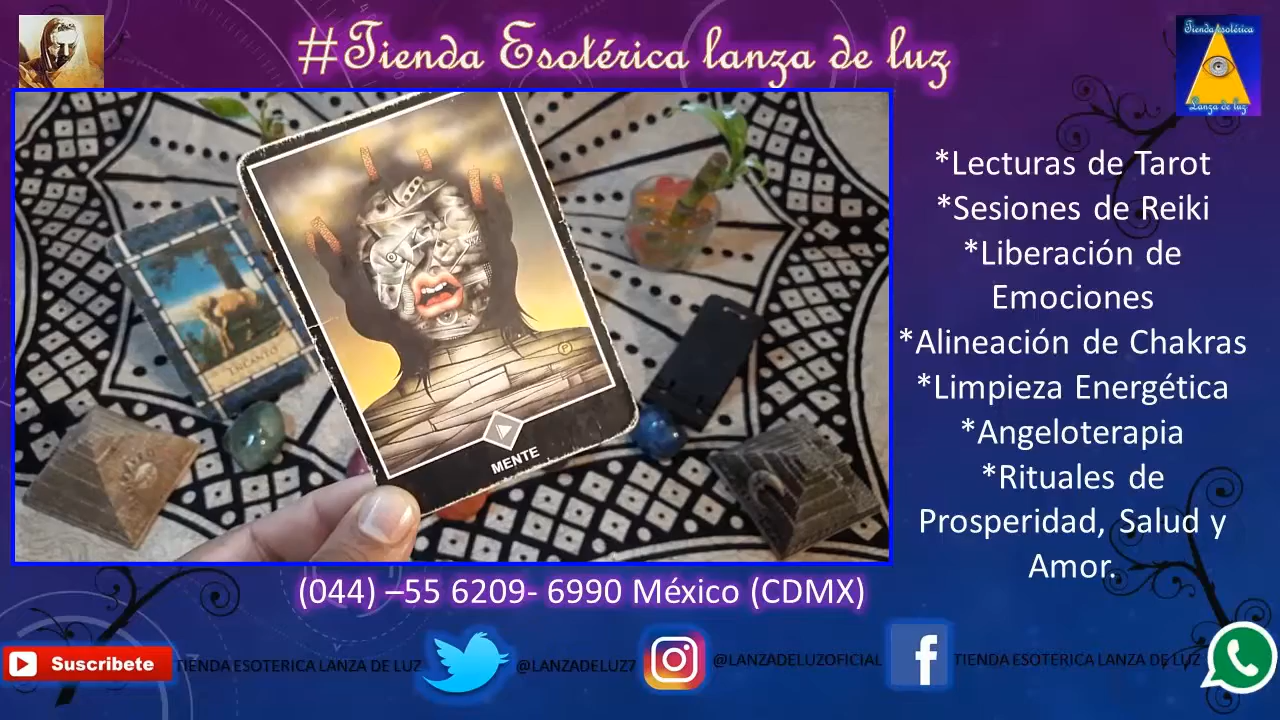 #Tienda Esotérica lanza de luz
Tienda Esotérica
Lanza de luz
*Lecturas de Tarot
*Sesiones de Reiki
*Liberación de
Emociones
*Alineación de Chakras
*Limpieza Energética
*Angeloterapia
*Rituales de
Prosperidad, Salud y
Amor.
ENCANTO
MENTE
(044) –55 6209- 6990 México (CDMX)
Suscribete
TIENDA ESOTERICA LANZA DE LUZ
@LANZADELUZ7
@LANZADELUZOFICIAL
TIENDA ESOTERICA LANZA DE LUZ